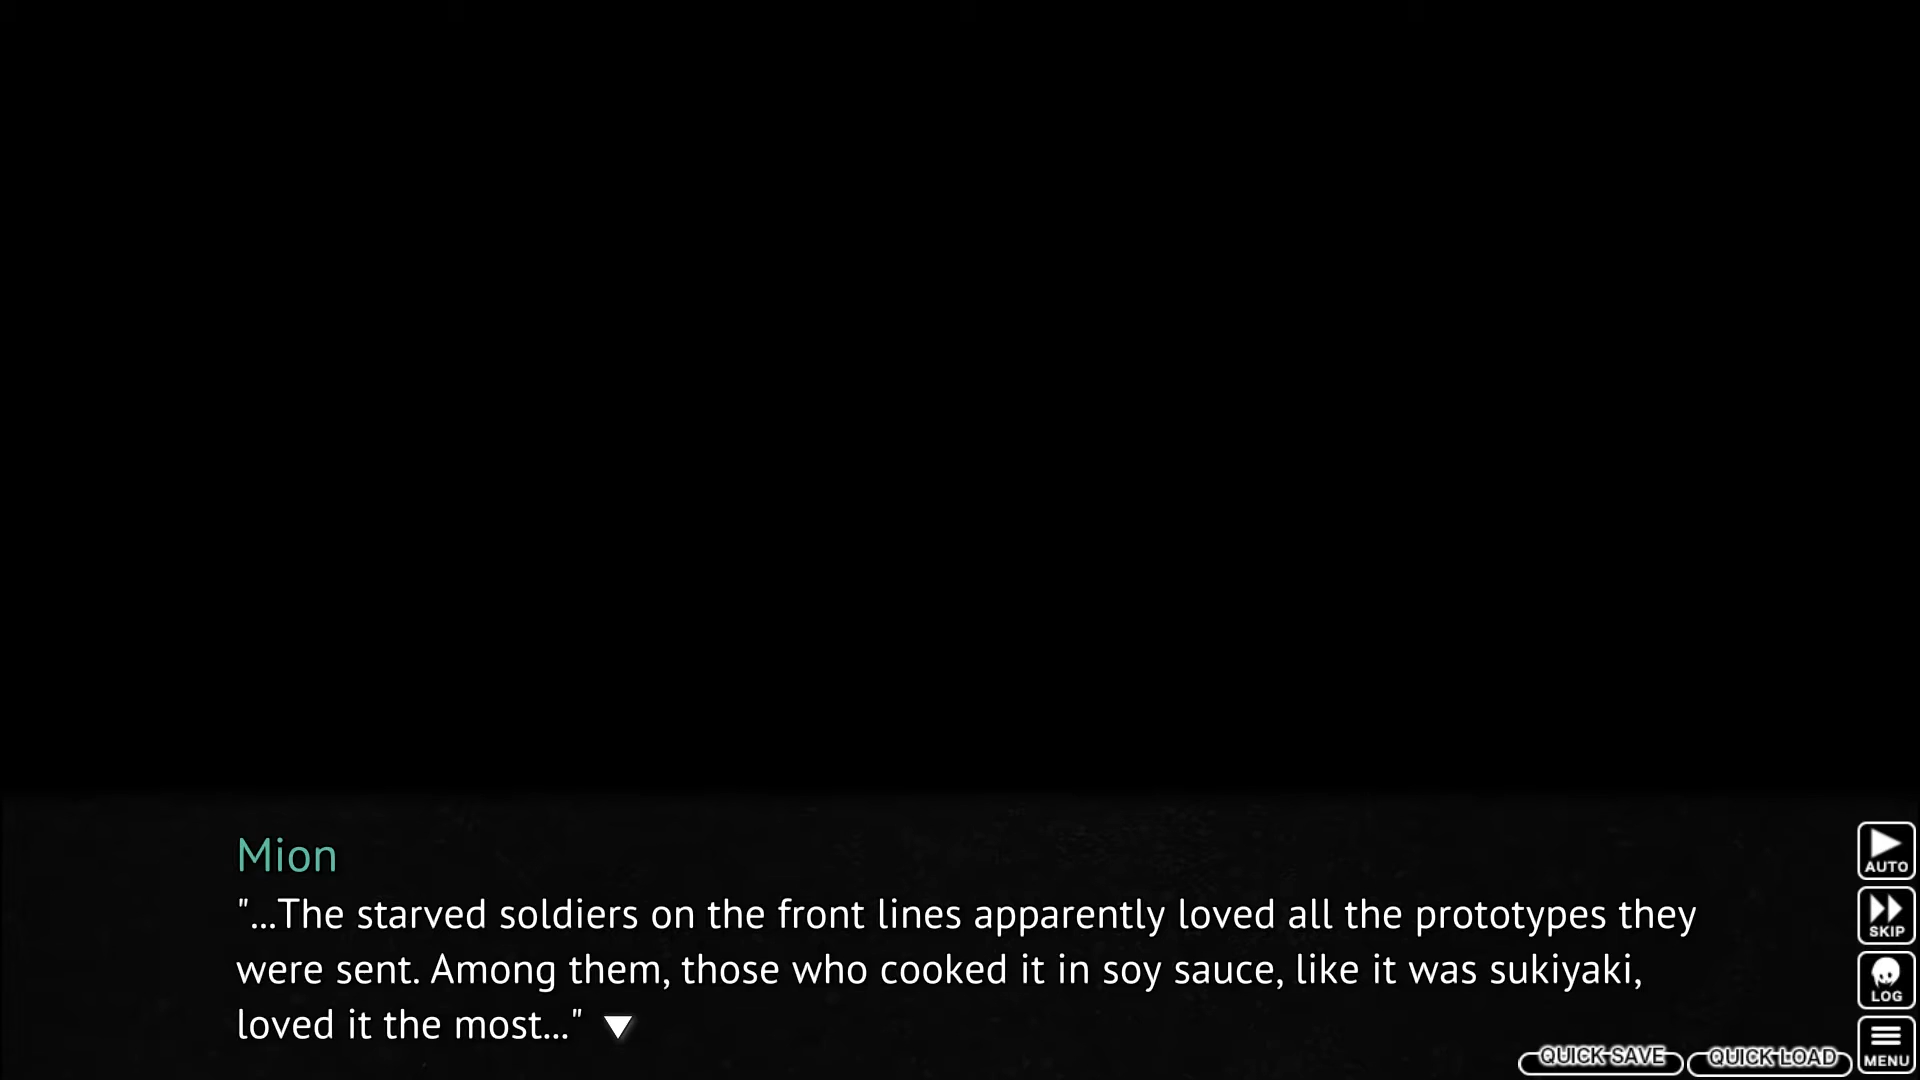 Mion
"...The starved soldiers on the front lines apparently loved all the prototypes they
were sent. Among them, those who cooked it in soy sauce, like it was sukiyaki,
loved it the most..."
AUTO
SKIP
LOG
MENU
QUICK SAVE
QUICK LOAD